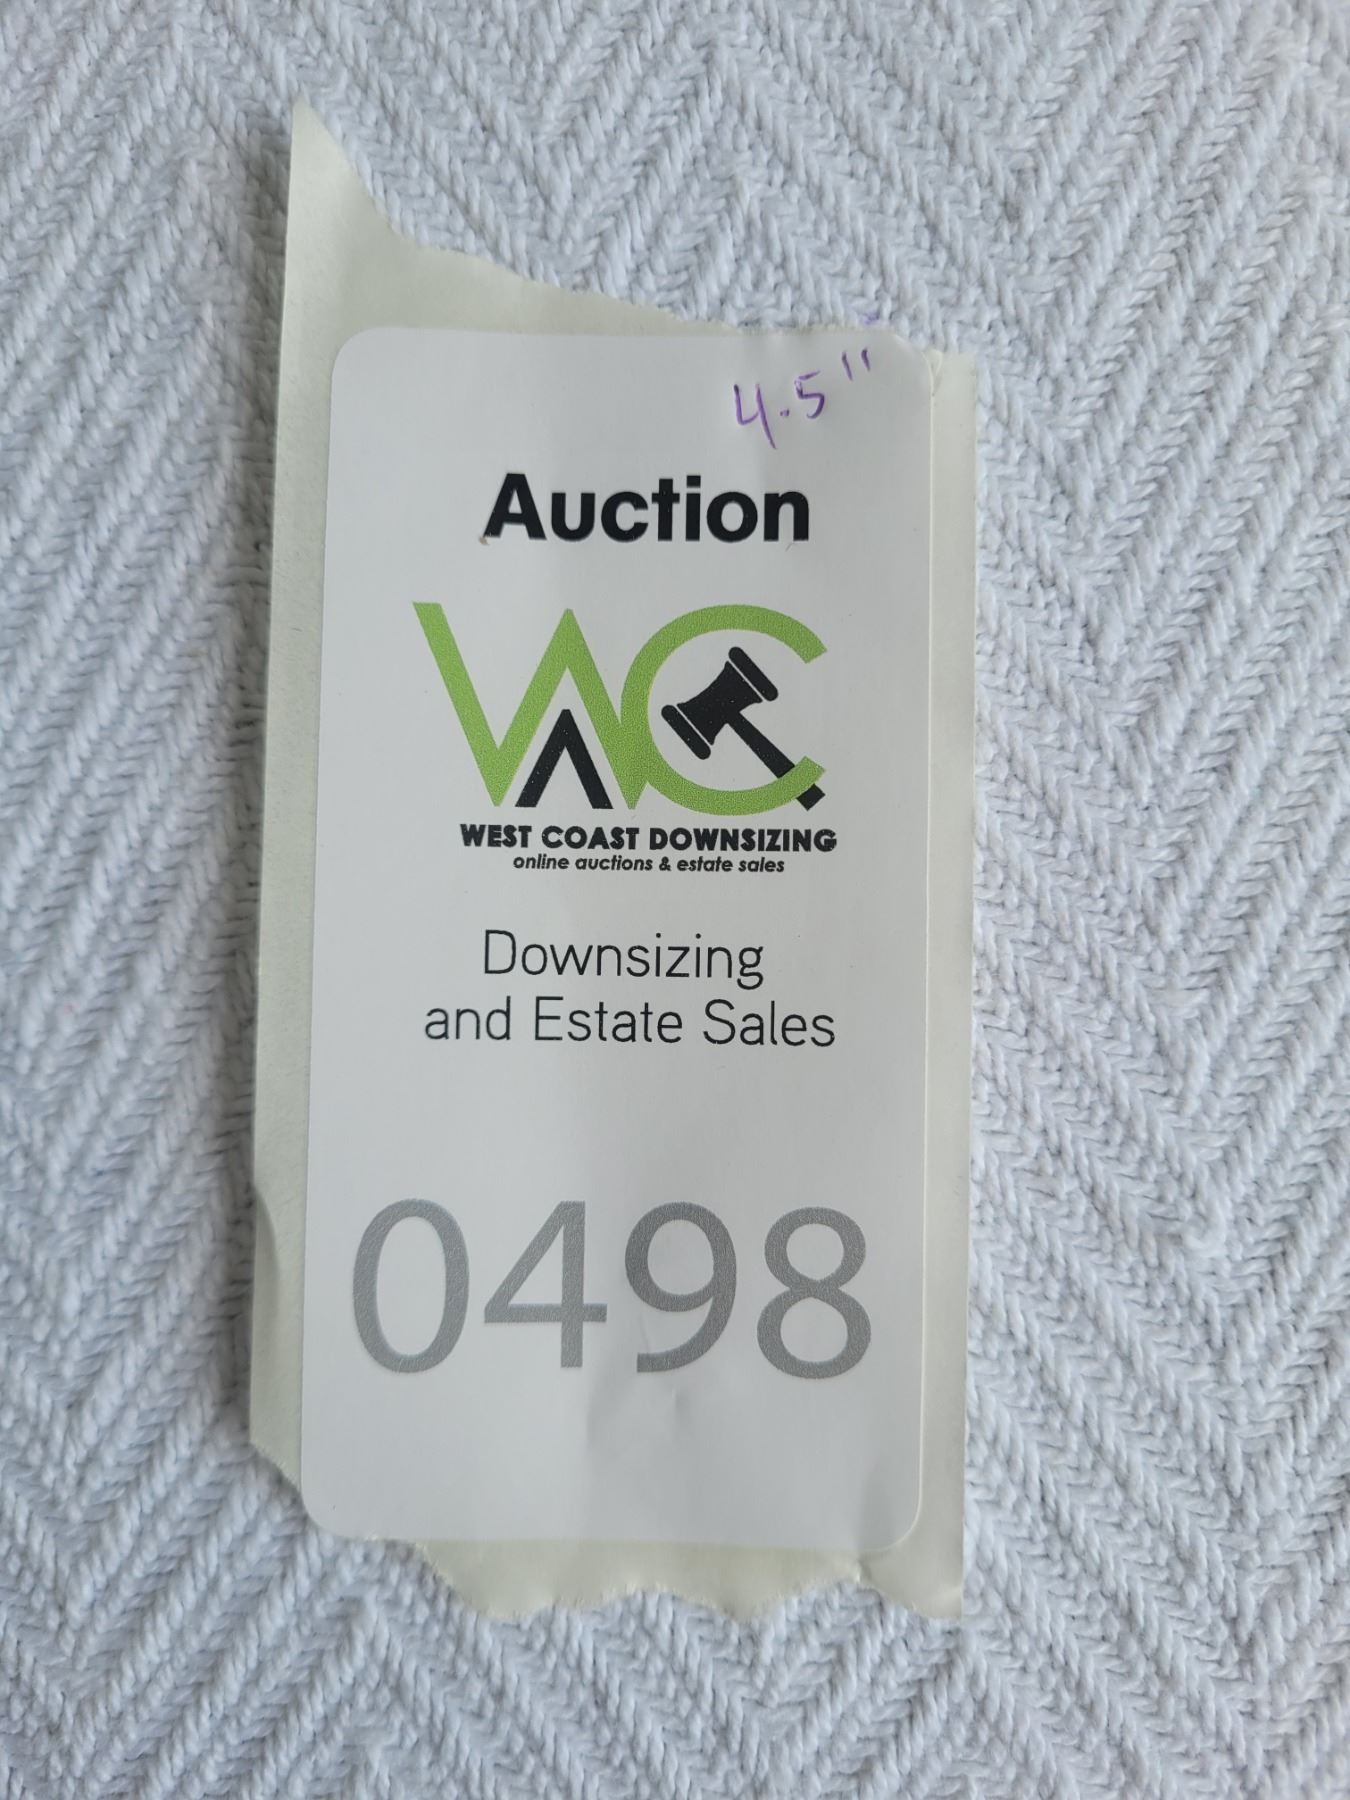 4.5"
Auction
WC
WEST COAST DOWNSIZING
online auctions & estate sales
Downsizing
and Estate Sales
0498